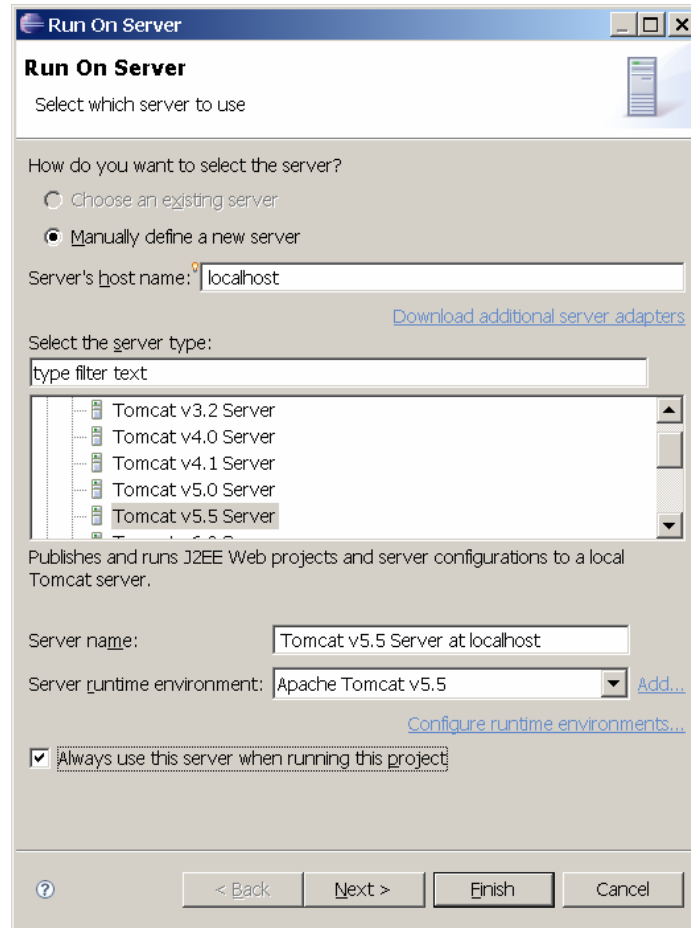 Run On Server
Run On Server
Select which server to use
How do you want to select the server?
Choose an existing server
Manually define a new server
Server's host name: localhost
Download additional server adapters
Select the server type:
type filter text
Tomcat v3.2 Server
Tomcat v4.0 Server
Tomcat v4.1 Server
Tomcat v5.0 Server
Tomcat v5.5 Server
Publishes and runs J2EE Web projects and server configurations to a local
Tomcat server.
Server name: Tomcat v5.5 Server at localhost
Server runtime environment: Apache Tomcat v5.5 Add...
Configure runtime environments...
Always use this server when running this project
? < Back Next > Finish Cancel